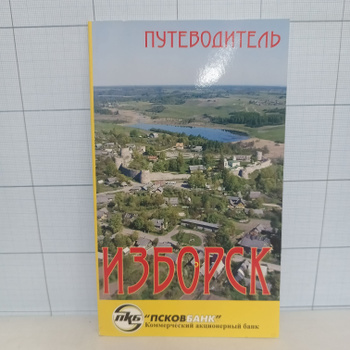 ПУТЕВОДИТЕЛЬ
ИЗБОРСК
ПКБ "ПСКОВБАНК"
Коммерческий акционерный банк